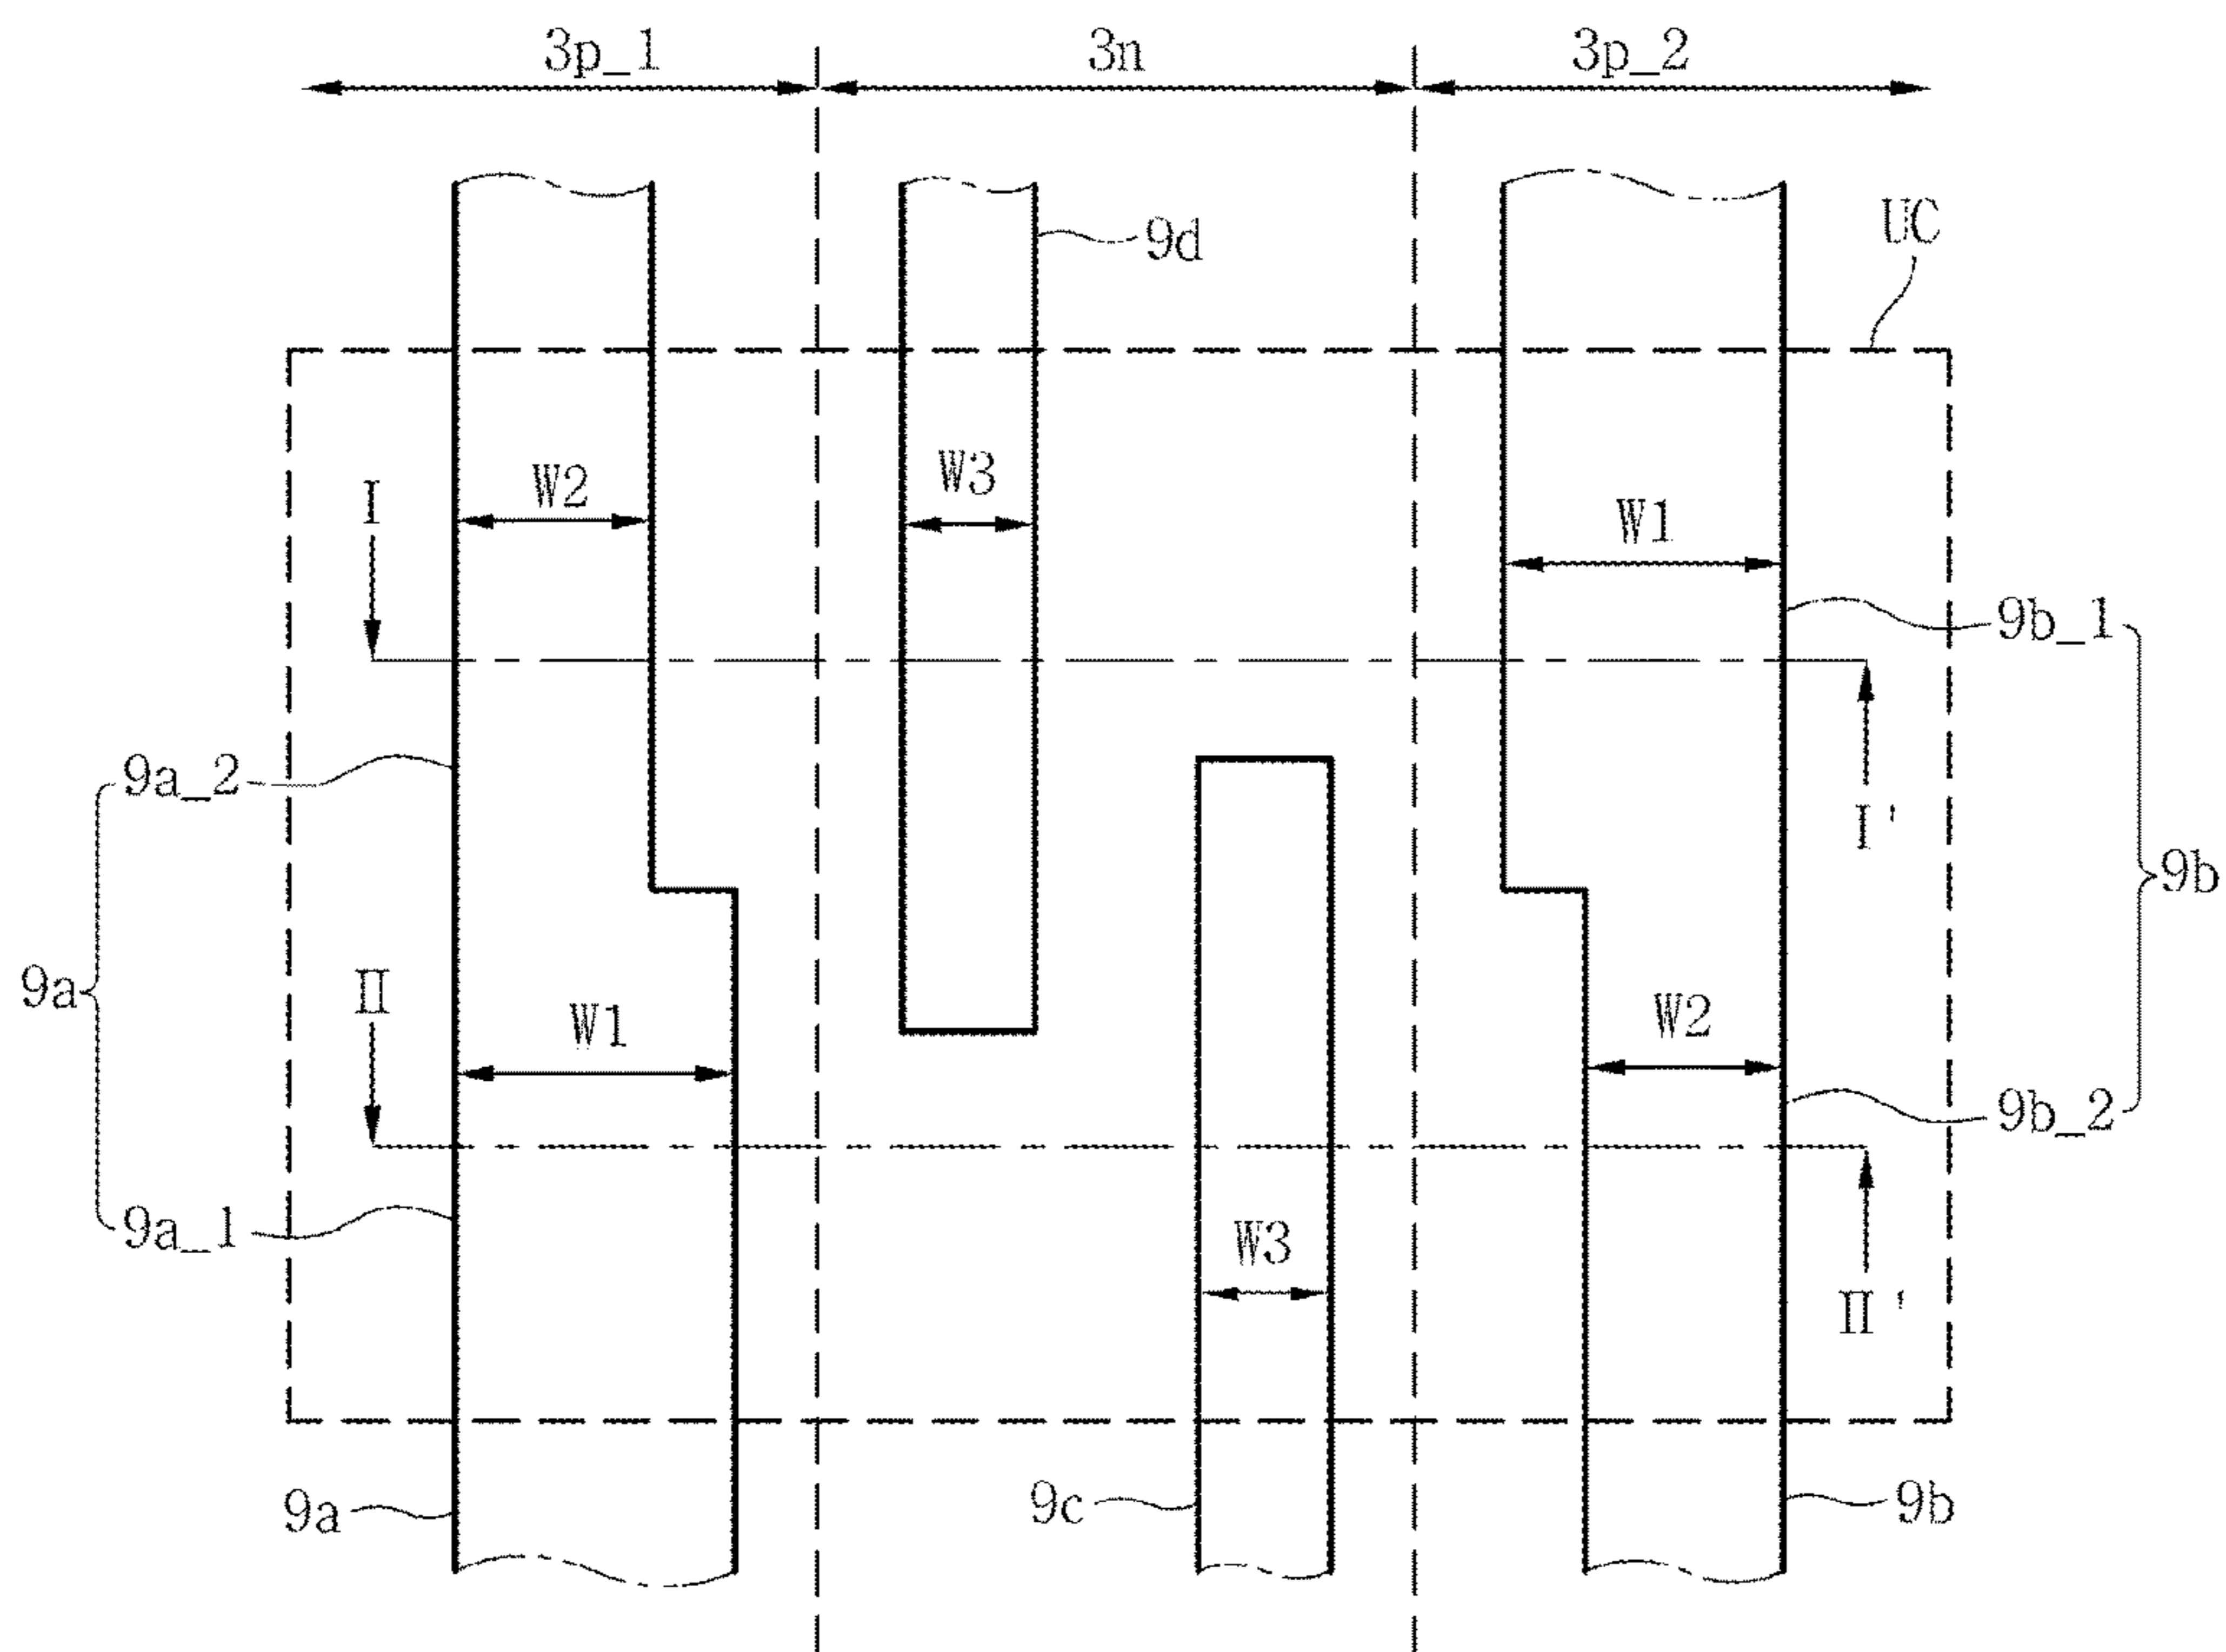 3p_1 3n 3p_2
9d UC
I W2 W3 W1
9b_1
9a_2 I'
9b
9a II W1 W2
9b_2
9a_1 W3 II'
9a 9c 9b